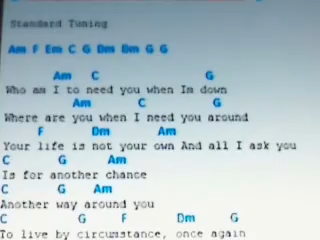 Standard Tuning
Am F Em C G Dm Dm G G
Am C G
Who am I to need you when Im down
Am C G
Where are you when I need you around
F Dm Am
Your life is not your own And all I ask you
C G Am
Is for another chance
C G Am
Another way around you
C G F Dm G
To live by circumstance, once again